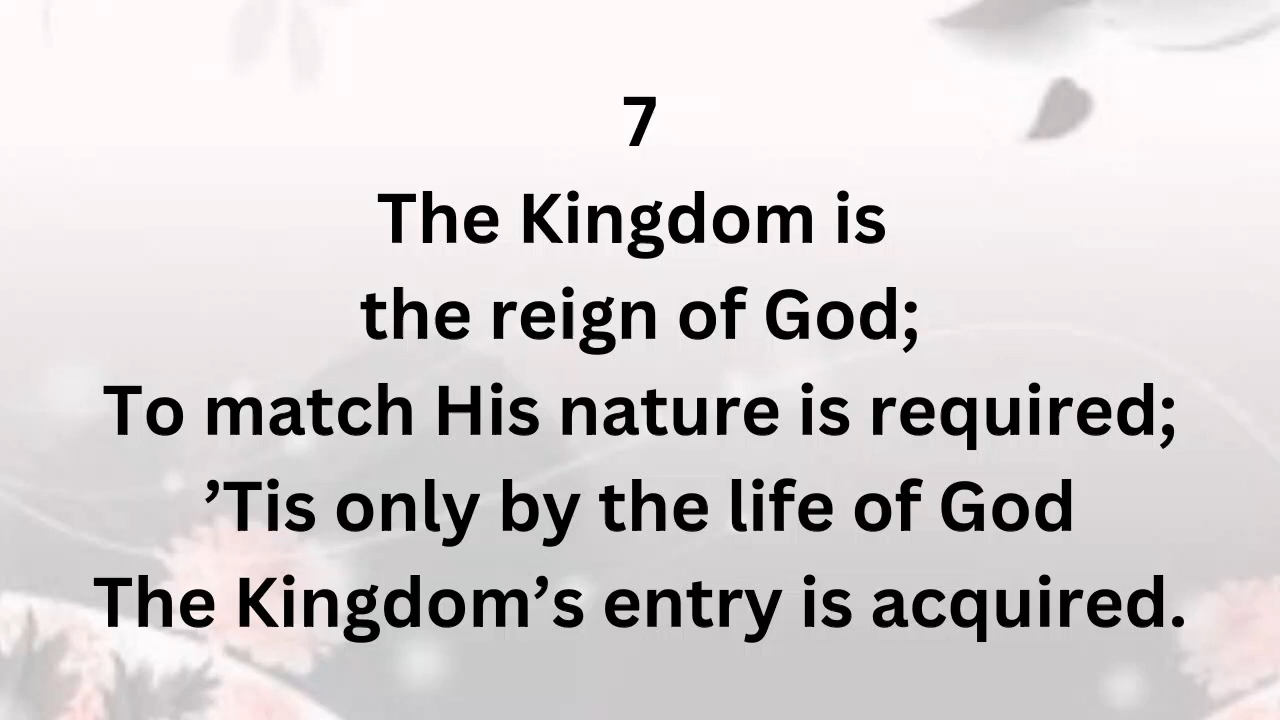 7
The Kingdom is
the reign of God;
To match His nature is required;
’Tis only by the life of God
The Kingdom’s entry is acquired.